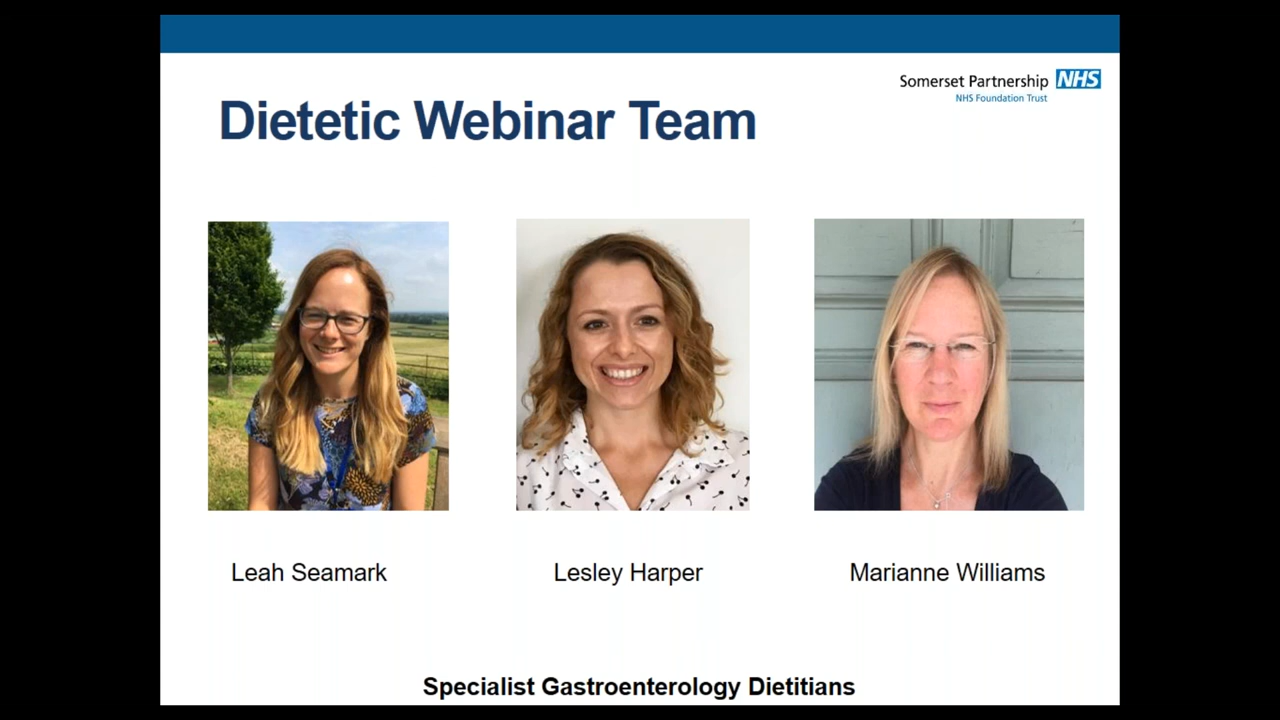 Somerset Partnership NHS
NHS Foundation Trust
Dietetic Webinar Team
Leah Seamark
Lesley Harper
Marianne Williams
Specialist Gastroenterology Dietitians